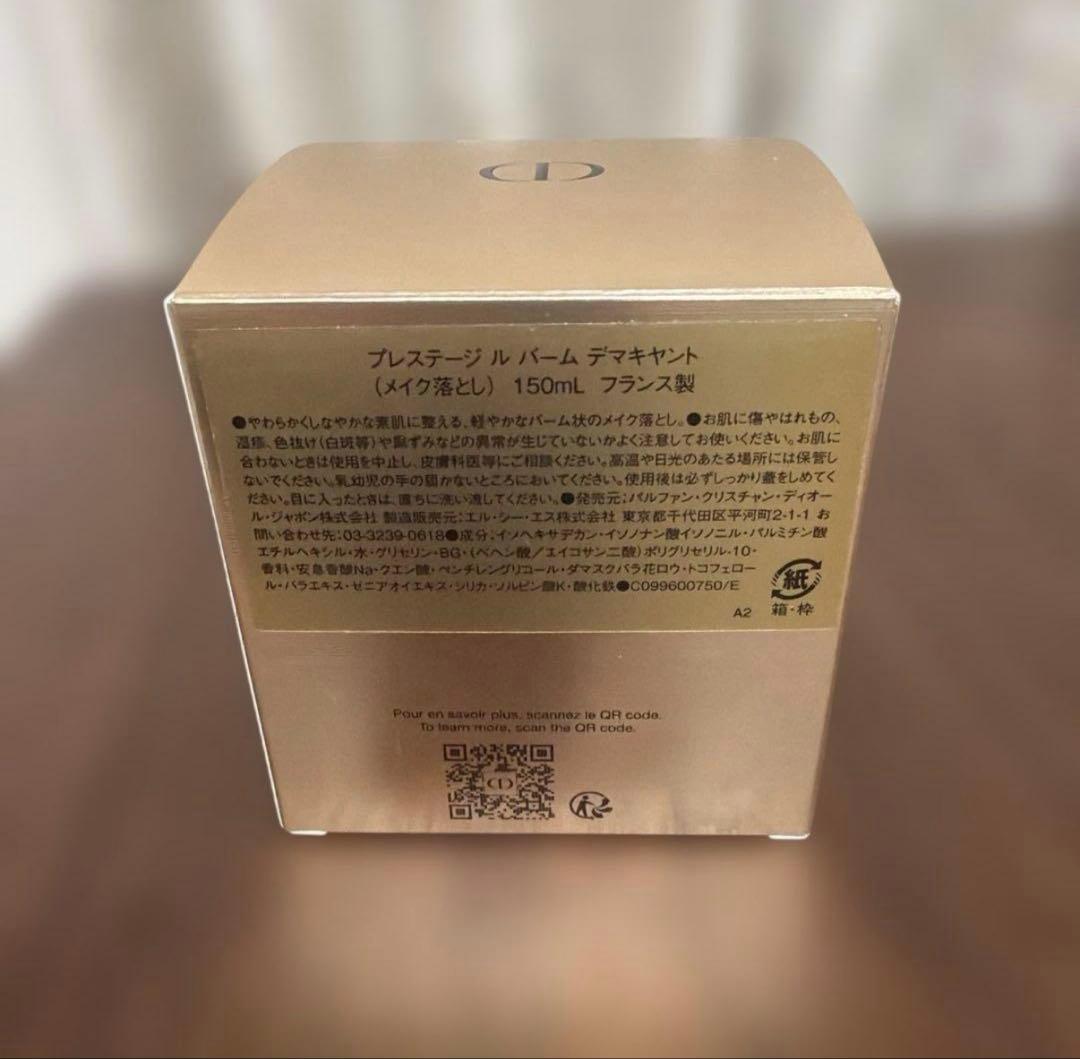 CD
プレステージ ル バーム デマキヤント
（メイク落とし） 150mL フランス製
●やわらかくしなやかな素肌に整える、軽やかなバーム状のメイク落とし。●お肌に傷やはれもの、
湿疹、色抜け（白斑等）や黒ずみなどの異常が生じていないかよく注意してお使いください。お肌に
合わないときは使用を中止し、皮膚科医等にご相談ください。高温や日光のあたる場所には保管し
ないでください。乳幼児の手の届かないところにおいてください。使用後は必ずしっかり蓋をしめてく
ださい。目に入ったときは、直ちに洗い流してください。●発売元：パルファン・クリスチャン・ディオー
ル・ジャポン株式会社 製造販売元：エル・シー・エス株式会社 東京都千代田区平河町2-1-1 お
問い合わせ先：03-3239-0618●成分：イソヘキサデカン・イソノナン酸イソノニル・パルミチン酸
エチルヘキシル・水・グリセリン・BG・（ベヘン酸／エイコサン二酸）ポリグリセリル-10・
香料・安息香酸Na・クエン酸・ペンチレングリコール・ダマスクバラ花ロウ・トコフェロー
ル・バラエキス・ゼニアオイエキス・シリカ・ソルビン酸K・酸化鉄●C099600750/E
A2
紙
箱・枠
Pour en savoir plus, scannez le QR code.
To learn more, scan the QR code.
CD